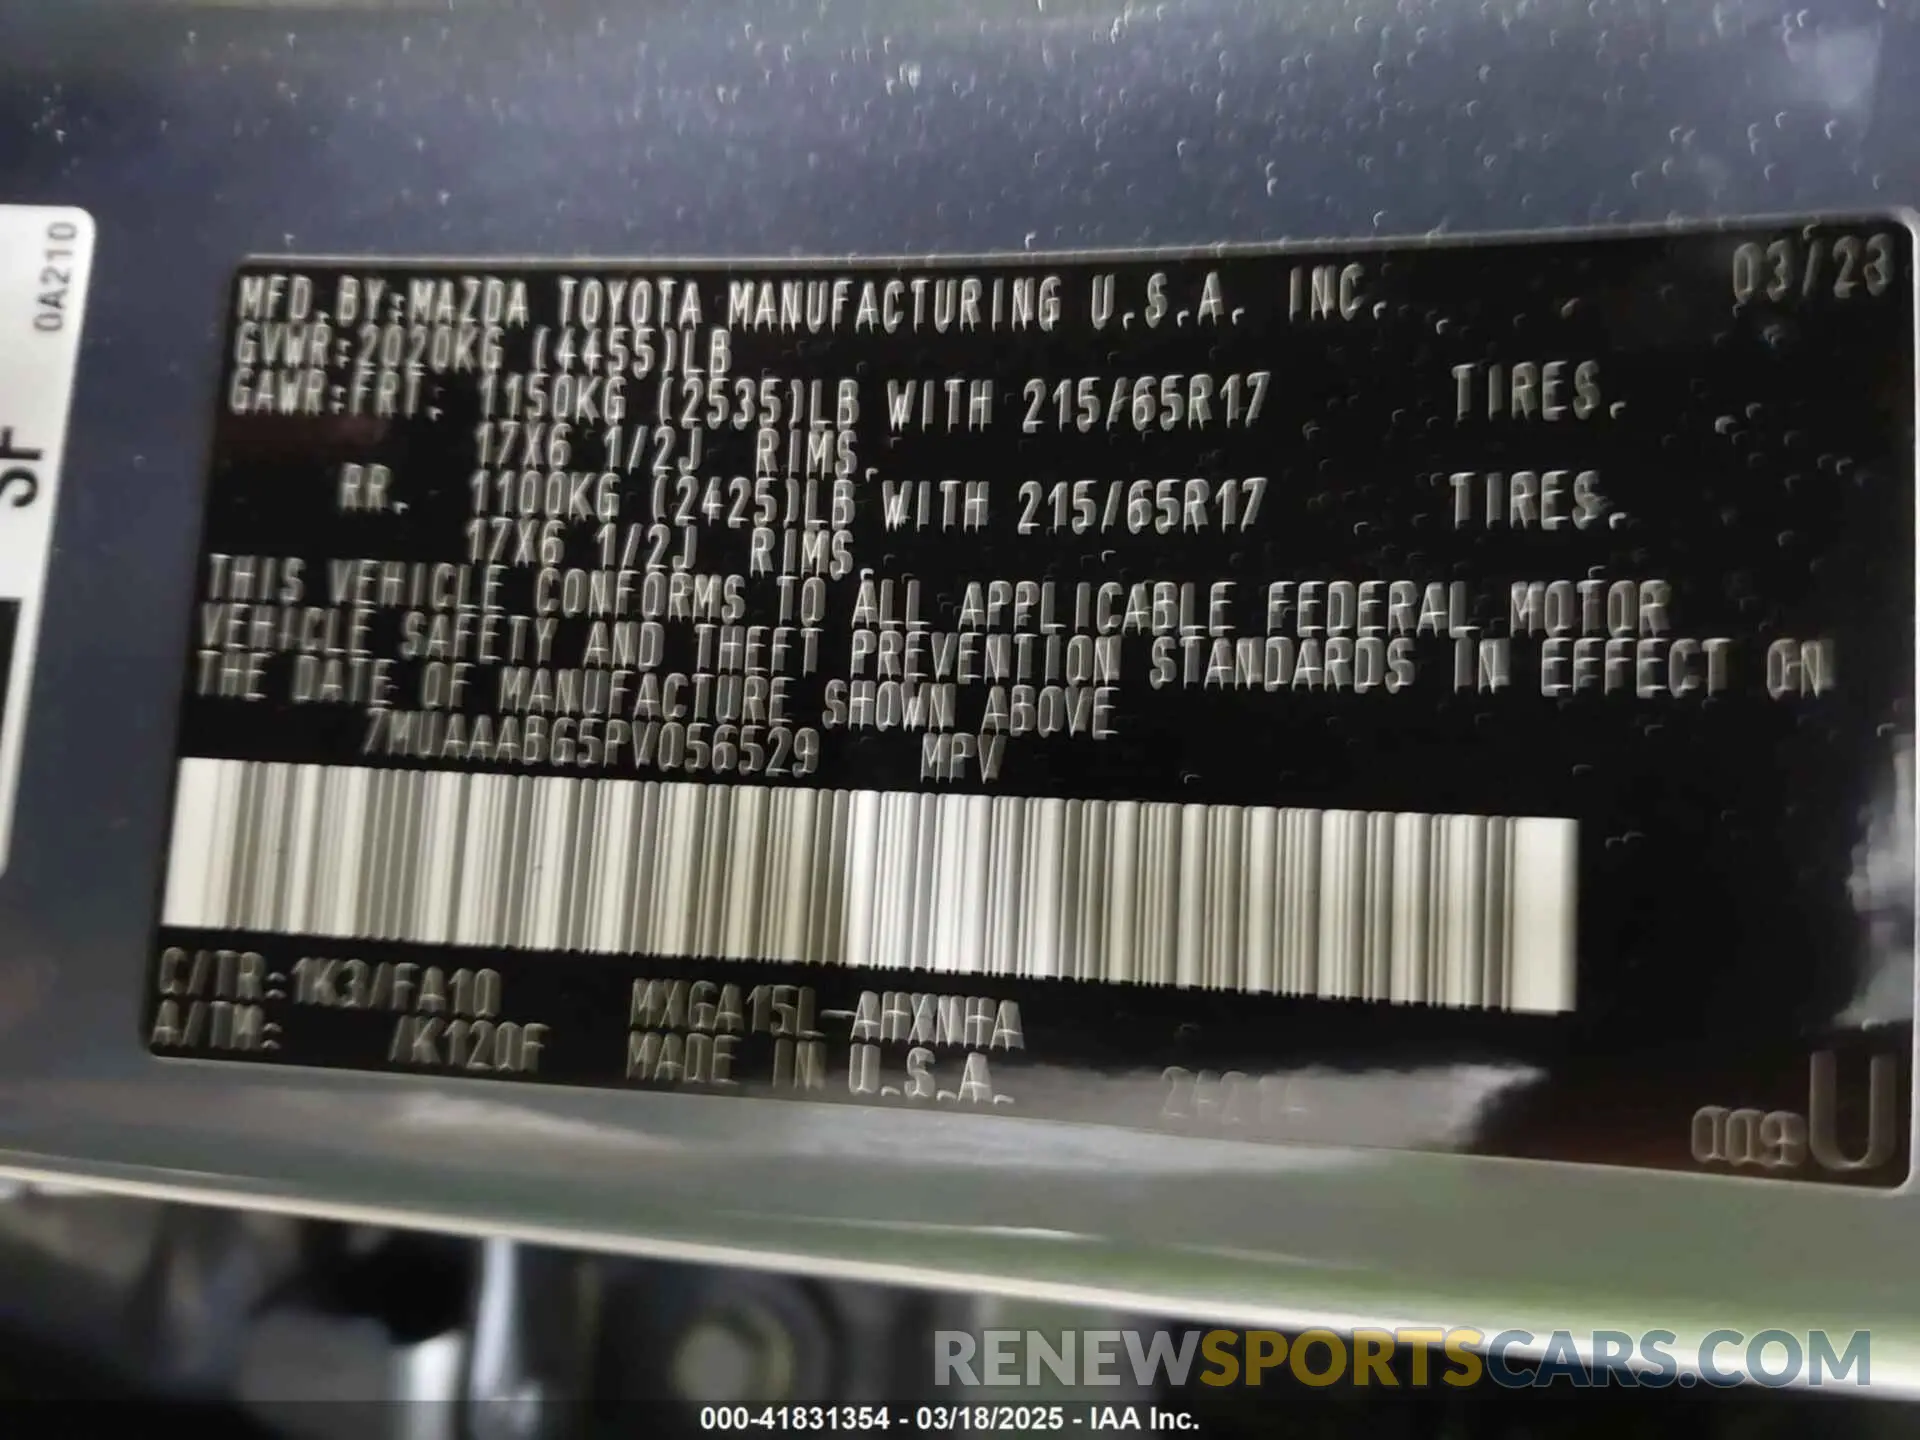 0A210
SF
03/23
MFD.BY:MAZDA TOYOTA MANUFACTURING U.S.A. INC.
GVWR:2020KG (4455)LB
GAWR:FRT. 1150KG (2535)LB WITH 215/65R17 TIRES.
17X6 1/2J RIMS.
RR. 1100KG (2425)LB WITH 215/65R17 TIRES.
17X6 1/2J RIMS.
THIS VEHICLE CONFORMS TO ALL APPLICABLE FEDERAL MOTOR
VEHICLE SAFETY AND THEFT PREVENTION STANDARDS IN EFFECT ON
THE DATE OF MANUFACTURE SHOWN ABOVE
7MUAAABG5PV056529 MPV
C/TR:1K3/FA10 MXGA15L-AHXNHA
A/TM: /K120F MADE IN U.S.A.
U
RENEWSPORTSCARS.COM
000-41831354 - 03/18/2025 - IAA Inc.